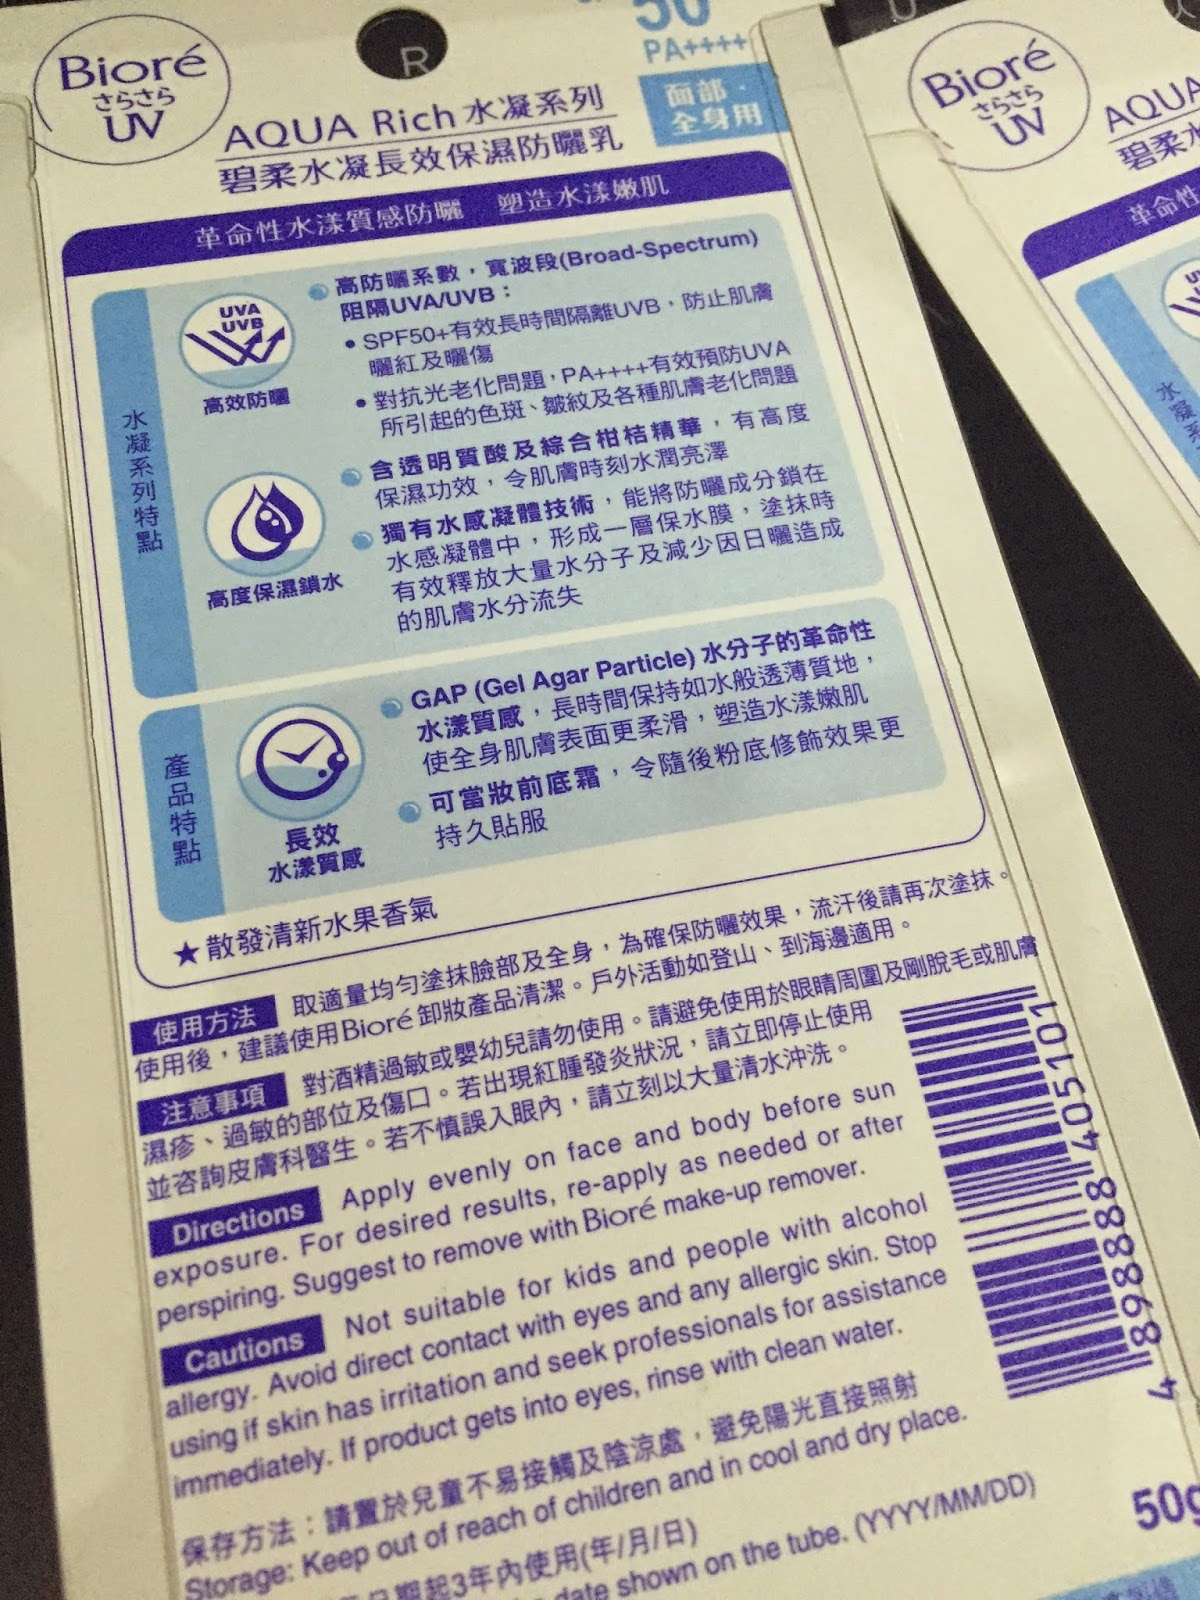 Bioré
さらさら
UV
R
50
PA++++
面部．
全身用
AQUA Rich 水凝系列
碧柔水凝長效保濕防曬乳
革命性水漾質感防曬 塑造水漾嫩肌
水凝系列特點
UVA
UVB
高效防曬
高防曬系數，寬波段(Broad-Spectrum)
阻隔UVA/UVB：
• SPF50+有效長時間隔離UVB，防止肌膚
曬紅及曬傷
• 對抗光老化問題，PA++++有效預防UVA
所引起的色斑、皺紋及各種肌膚老化問題
高度保濕鎖水
含透明質酸及綜合柑桔精華，有高度
保濕功效，令肌膚時刻水潤亮澤
獨有水感凝體技術，能將防曬成分鎖在
水感凝體中，形成一層保水膜，塗抹時
有效釋放大量水分子及減少因日曬造成
的肌膚水分流失
產品特點
長效
水漾質感
GAP (Gel Agar Particle) 水分子的革命性
水漾質感，長時間保持如水般透薄質地，
使全身肌膚表面更柔滑，塑造水漾嫩肌
可當妝前底霜，令隨後粉底修飾效果更
持久貼服
★散發清新水果香氣
使用方法 取適量均勻塗抹臉部及全身，為確保防曬效果，流汗後請再次塗抹。
使用後，建議使用Bioré卸妝產品清潔。戶外活動如登山、到海邊適用。
注意事項 對酒精過敏或嬰幼兒請勿使用。請避免使用於眼睛周圍及剛脫毛或肌膚
濕疹、過敏的部位及傷口。若出現紅腫發炎狀況，請立即停止使用
並咨詢皮膚科醫生。若不慎誤入眼內，請立刻以大量清水沖洗。
Directions Apply evenly on face and body before sun
exposure. For desired results, re-apply as needed or after
perspiring. Suggest to remove with Bioré make-up remover.
Cautions Not suitable for kids and people with alcohol
allergy. Avoid direct contact with eyes and any allergic skin. Stop
using if skin has irritation and seek professionals for assistance
immediately. If product gets into eyes, rinse with clean water.
保存方法：請置於兒童不易接觸及陰涼處，避免陽光直接照射
Storage: Keep out of reach of children and in cool and dry place.
日期起3年內使用(年/月/日)
date shown on the tube. (YYYY/MM/DD)
4 898888 405101
50g
Bioré
さらさら
UV
AQUA
碧柔水
革命性
水凝系